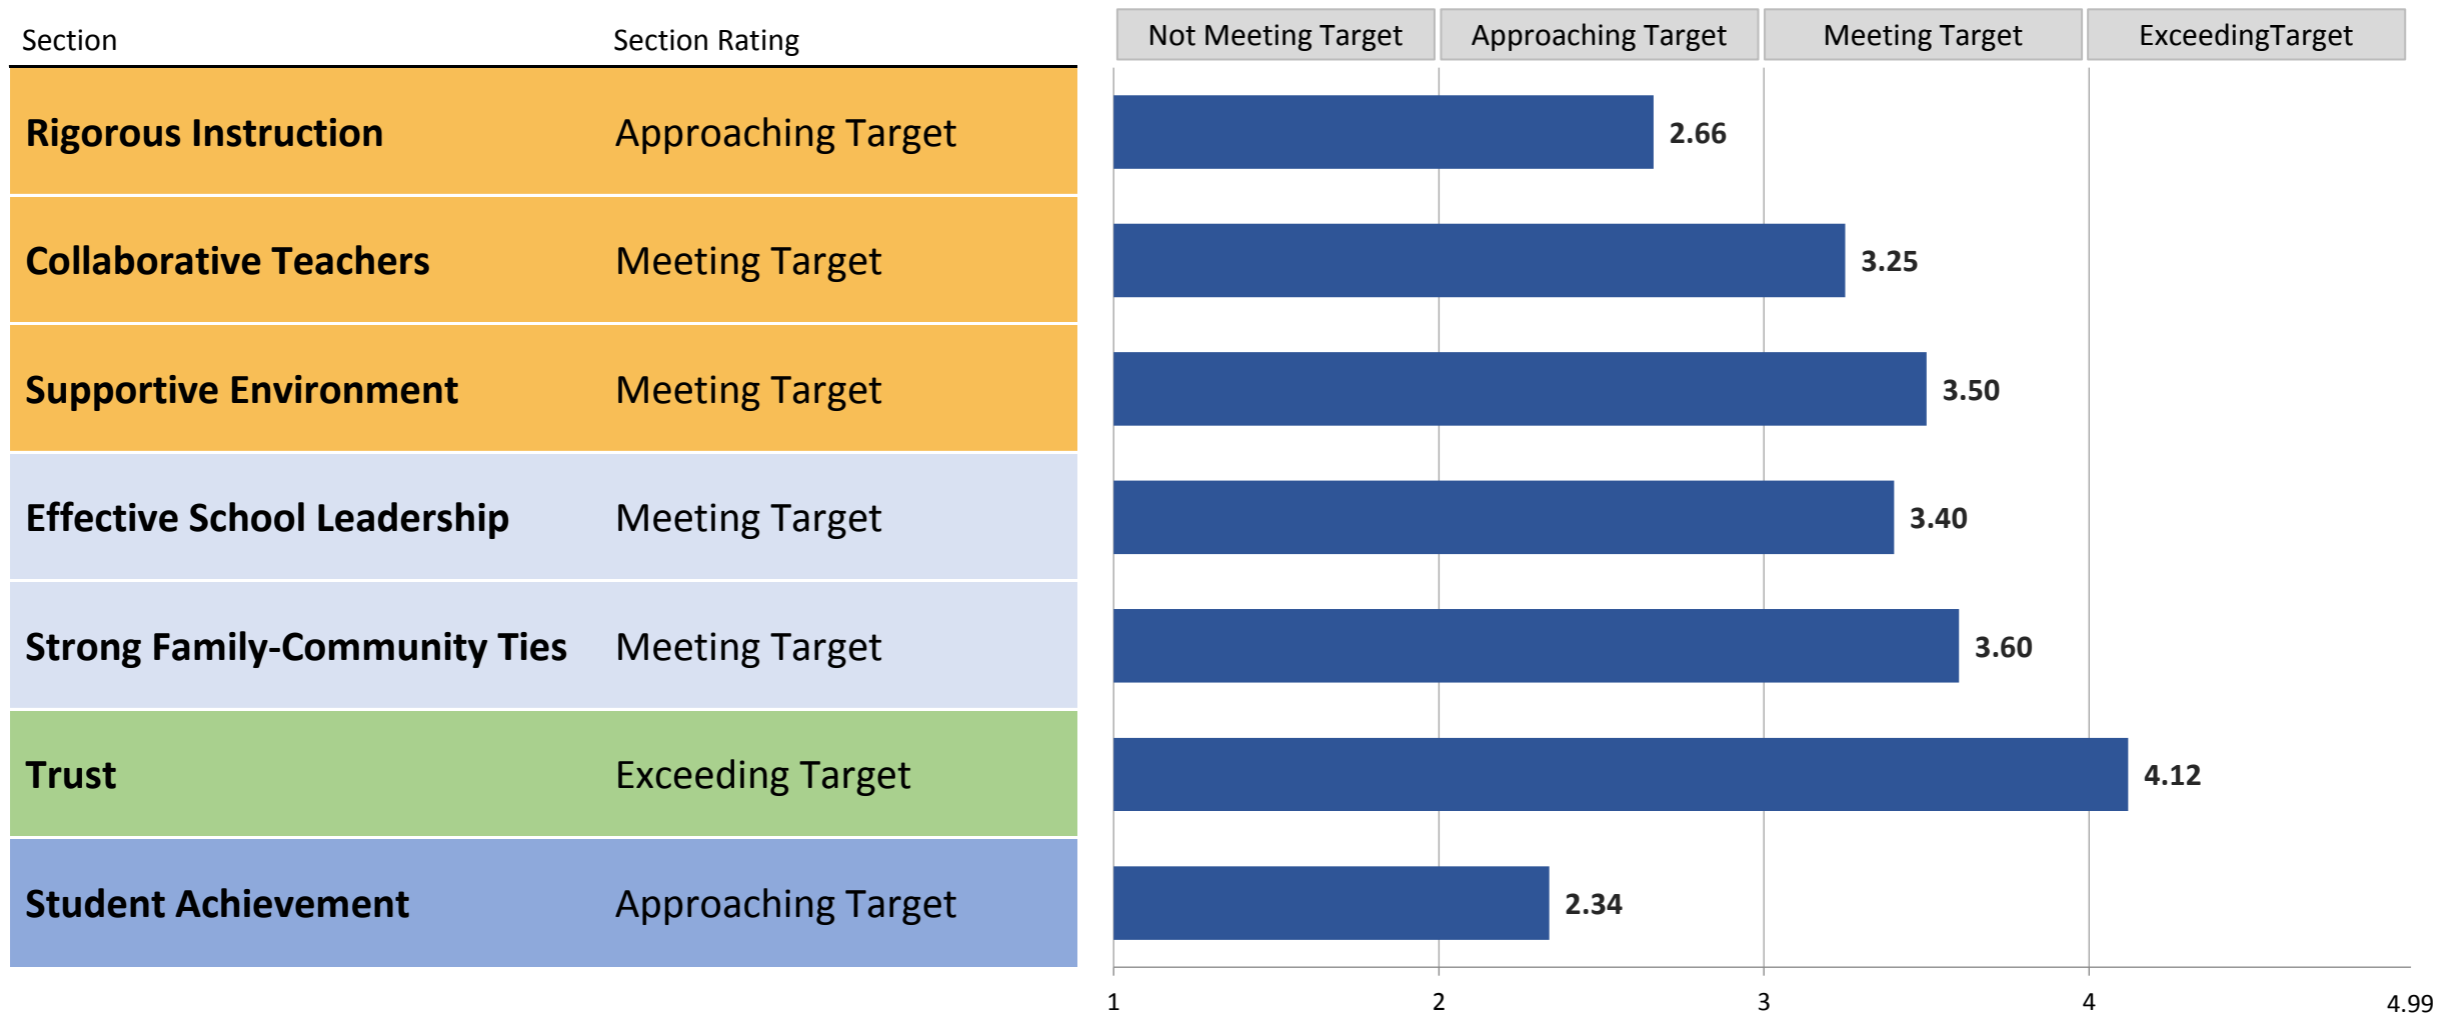 Section Section Rating Not Meeting Target Approaching Target Meeting Target ExceedingTarget
Rigorous Instruction Approaching Target 2.66
Collaborative Teachers Meeting Target 3.25
Supportive Environment Meeting Target 3.50
Effective School Leadership Meeting Target 3.40
Strong Family-Community Ties Meeting Target 3.60
Trust Exceeding Target 4.12
Student Achievement Approaching Target 2.34
1 2 3 4 4.99